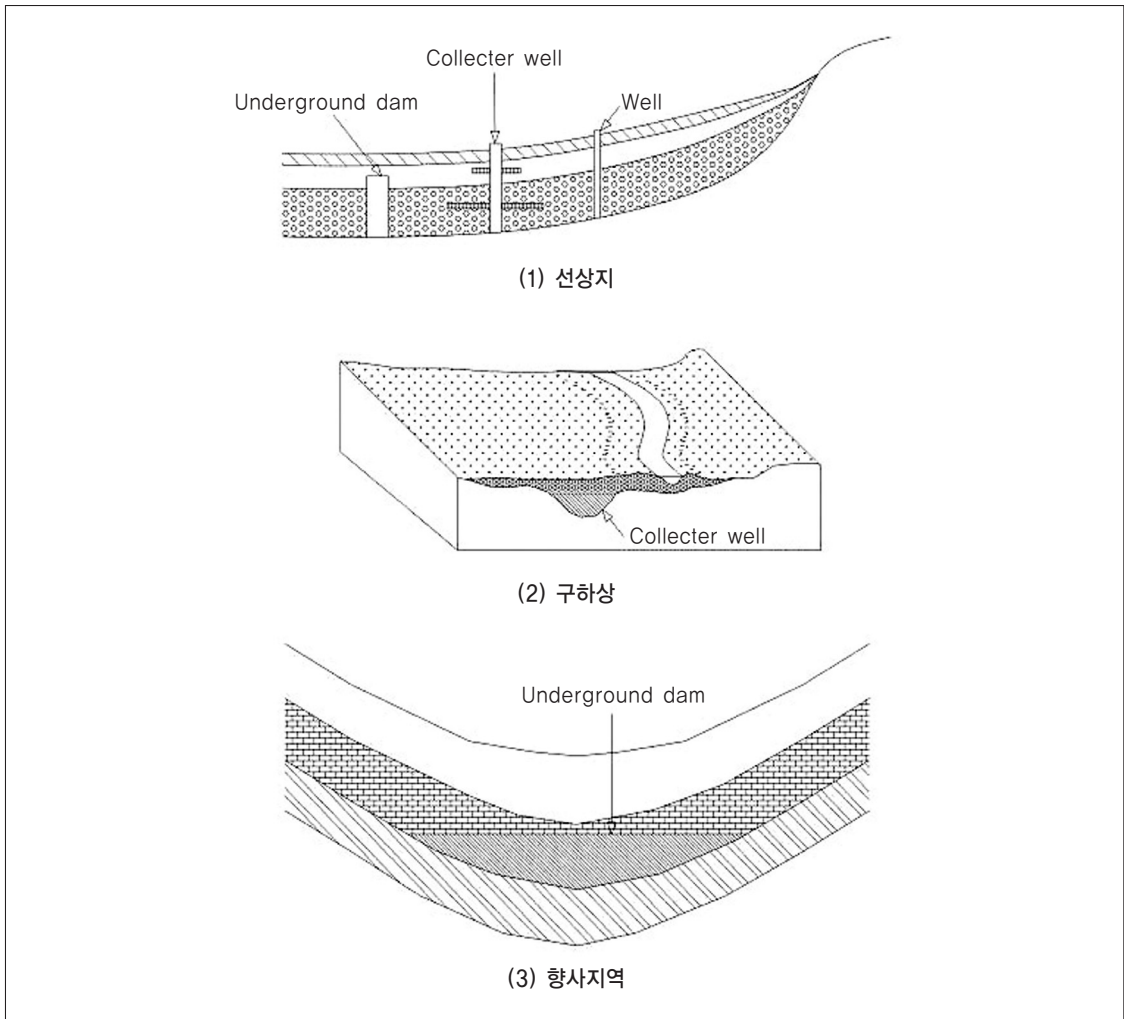 Collecter well
Underground dam
Well
(1) 선상지
Collecter well
(2) 구하상
Underground dam
(3) 향사지역